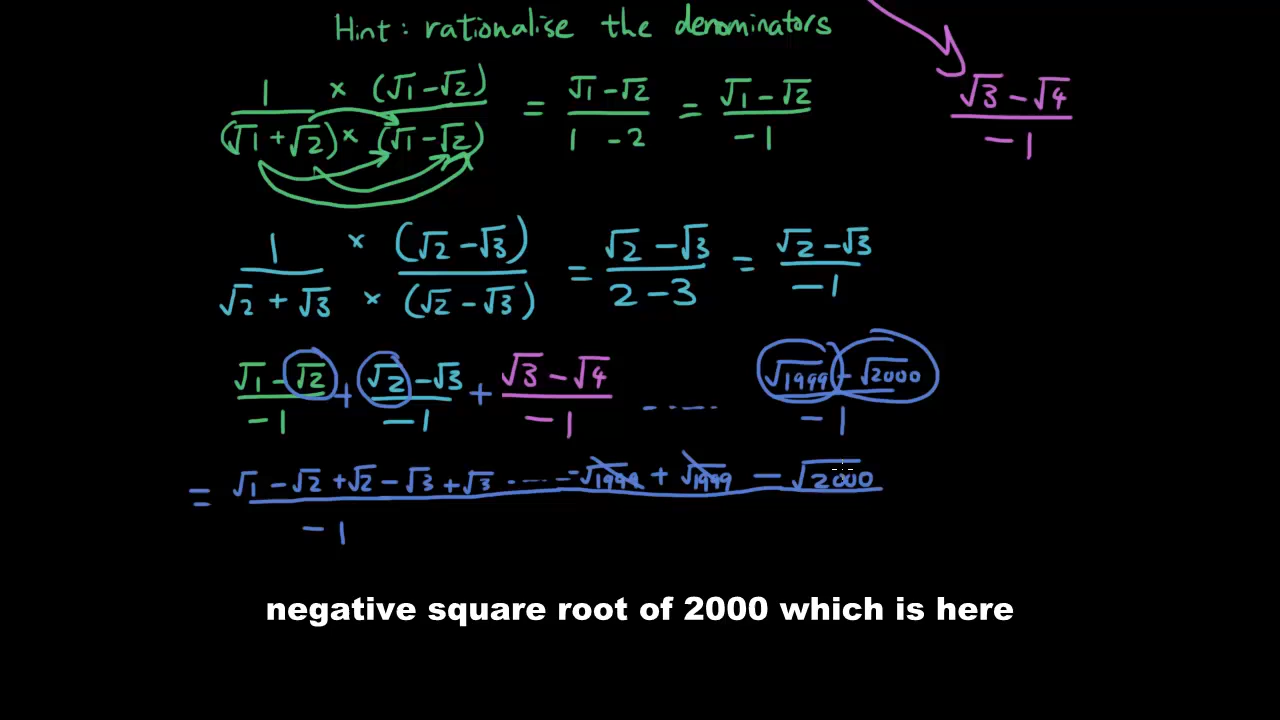 Hint: rationalise the denominators
1 × (√1 - √2) / (√1 + √2) × (√1 - √2) = √1 - √2 / 1 - 2 = √1 - √2 / -1
√3 - √4 / -1
1 × (√2 - √3) / √2 + √3 × (√2 - √3) = √2 - √3 / 2 - 3 = √2 - √3 / -1
√1 - √2 / -1 + √2 - √3 / -1 + √3 - √4 / -1 ..... √1999 - √2000 / -1
= √1 - √2 + √2 - √3 + √3 ..... - √1999 + √1999 - √2000 / -1
negative square root of 2000 which is here